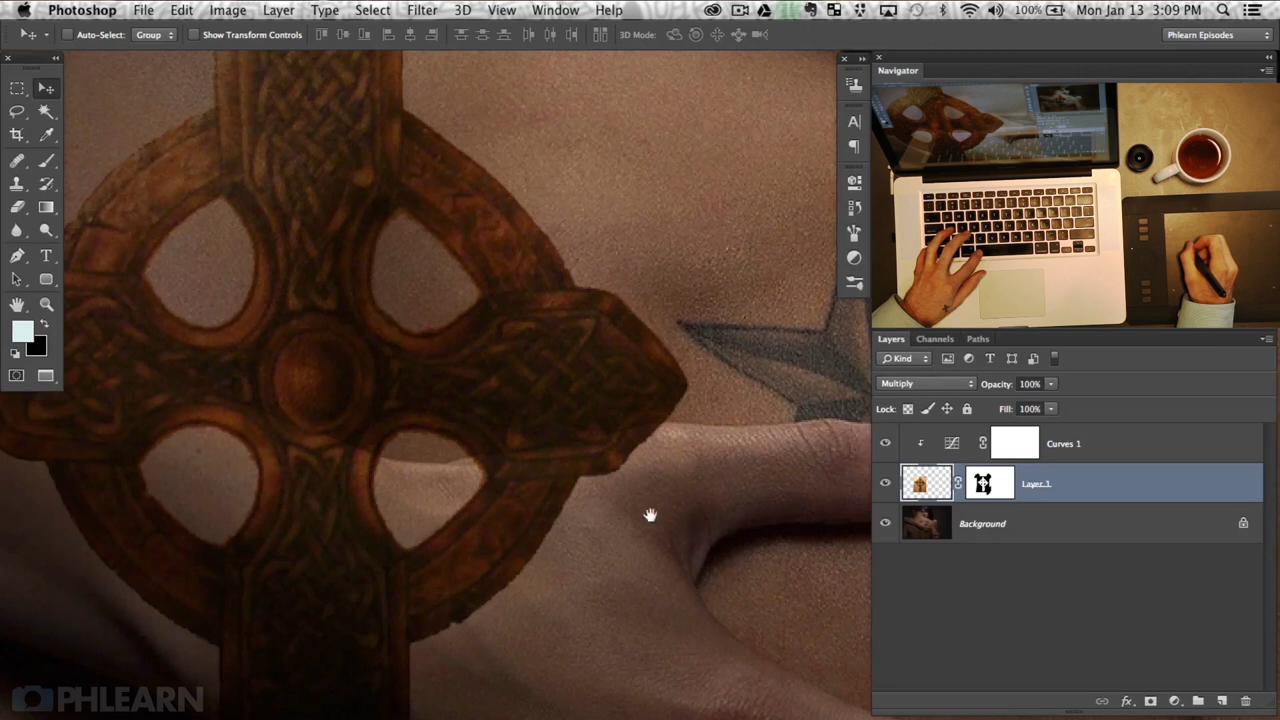 Photoshop File Edit Image Layer Type Select Filter 3D View Window Help 100% Mon Jan 13 3:09 PM
Auto-Select: Group Show Transform Controls 3D Mode: Phlearn Episodes
Navigator
Layers Channels Paths
Kind
Multiply Opacity: 100%
Lock: Fill: 100%
Curves 1
Layer 1
Background
PHLEARN